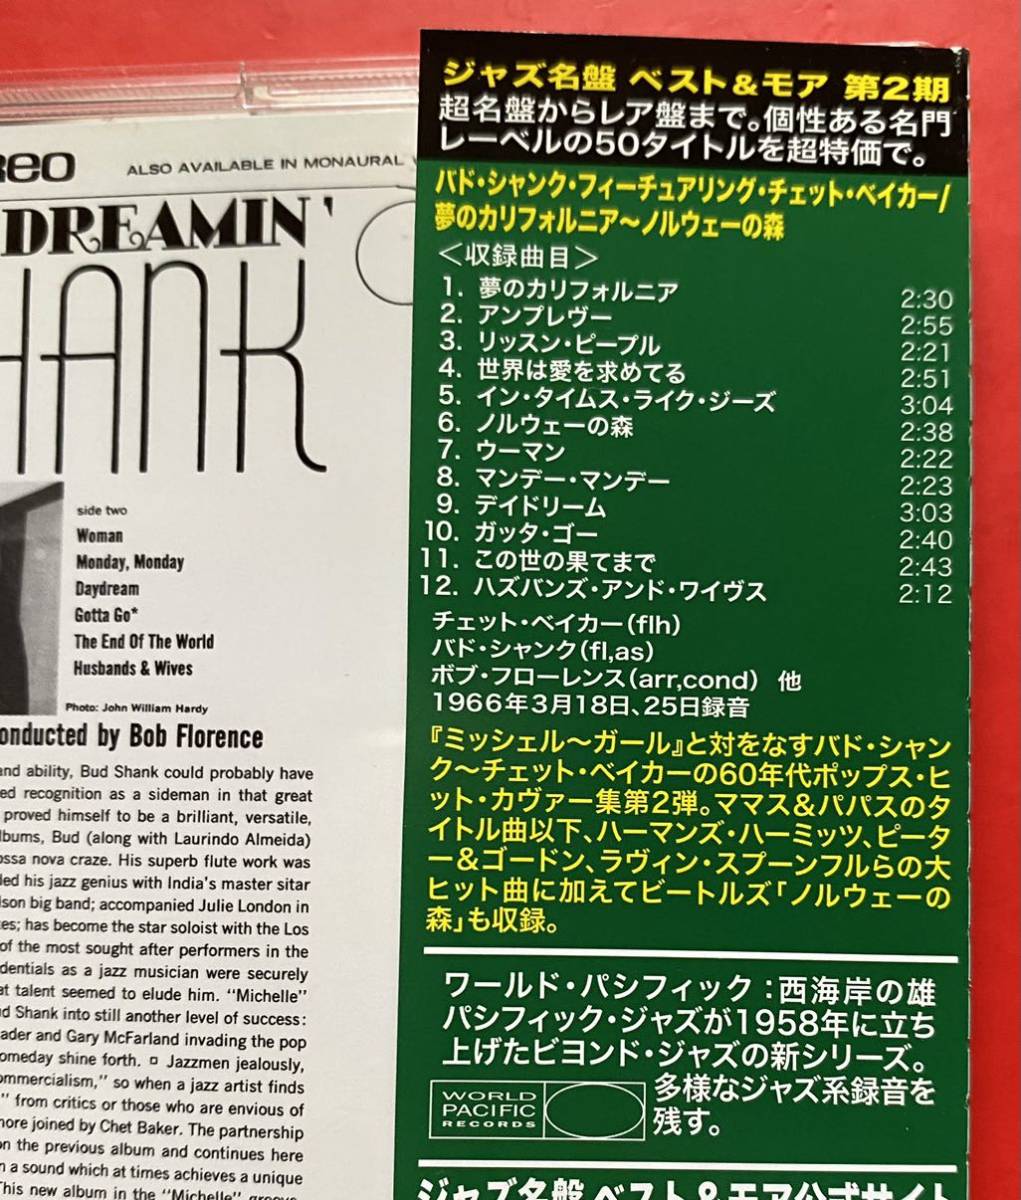 ALSO AVAILABLE IN MONAURAL
DREAMIN'
HANK
side two
Woman
Monday, Monday
Daydream
Gotta Go*
The End Of The World
Husbands & Wives
Photo: John William Hardy
onducted by Bob Florence
and ability, Bud Shank could probably have
ed recognition as a sideman in that great
proved himself to be a brilliant, versatile,
lbums, Bud (along with Laurindo Almeida)
ossa nova craze. His superb flute work was
led his jazz genius with India's master sitar
lson big band; accompanied Julie London in
es; has become the star soloist with the Los
of the most sought after performers in the
dentials as a jazz musician were securely
at talent seemed to elude him. "Michelle"
d Shank into still another level of success:
ader and Gary McFarland invading the pop
omeday shine forth. ¤ Jazzmen jealously,
ommercialism," so when a jazz artist finds
" from critics or those who are envious of
more joined by Chet Baker. The partnership
on the previous album and continues here
n a sound which at times achieves a unique
This new album in the "Michelle" groove
ジャズ名盤 ベスト&モア 第2期
超名盤からレア盤まで。個性ある名門
レーベルの50タイトルを超特価で。
バド・シャンク・フィーチュアリング・チェット・ベイカー/
夢のカリフォルニア〜ノルウェーの森
<収録曲目>
1. 夢のカリフォルニア 2:30
2. アンプレヴー 2:55
3. リッスン・ピープル 2:21
4. 世界は愛を求めてる 2:51
5. イン・タイムス・ライク・ジーズ 3:04
6. ノルウェーの森 2:38
7. ウーマン 2:22
8. マンデー・マンデー 2:23
9. デイドリーム 3:03
10. ガッタ・ゴー 2:40
11. この世の果てまで 2:43
12. ハズバンズ・アンド・ワイヴス 2:12
チェット・ベイカー(flh)
バド・シャンク(fl,as)
ボブ・フローレンス(arr,cond) 他
1966年3月18日、25日録音
『ミッシェル〜ガール』と対をなすバド・シャン
ク〜チェット・ベイカーの60年代ポップス・ヒ
ット・カヴァー集第2弾。ママス&パパスのタ
イトル曲以下、ハーマンズ・ハーミッツ、ピータ
ー&ゴードン、ラヴィン・スプーンフルらの大
ヒット曲に加えてビートルズ「ノルウェーの
森」も収録。
ワールド・パシフィック:西海岸の雄
パシフィック・ジャズが1958年に立ち
上げたビヨンド・ジャズの新シリーズ。
多様なジャズ系録音を
残す。
WORLD
PACIFIC
RECORDS
ジャズ名盤 ベスト&モア公式サイト